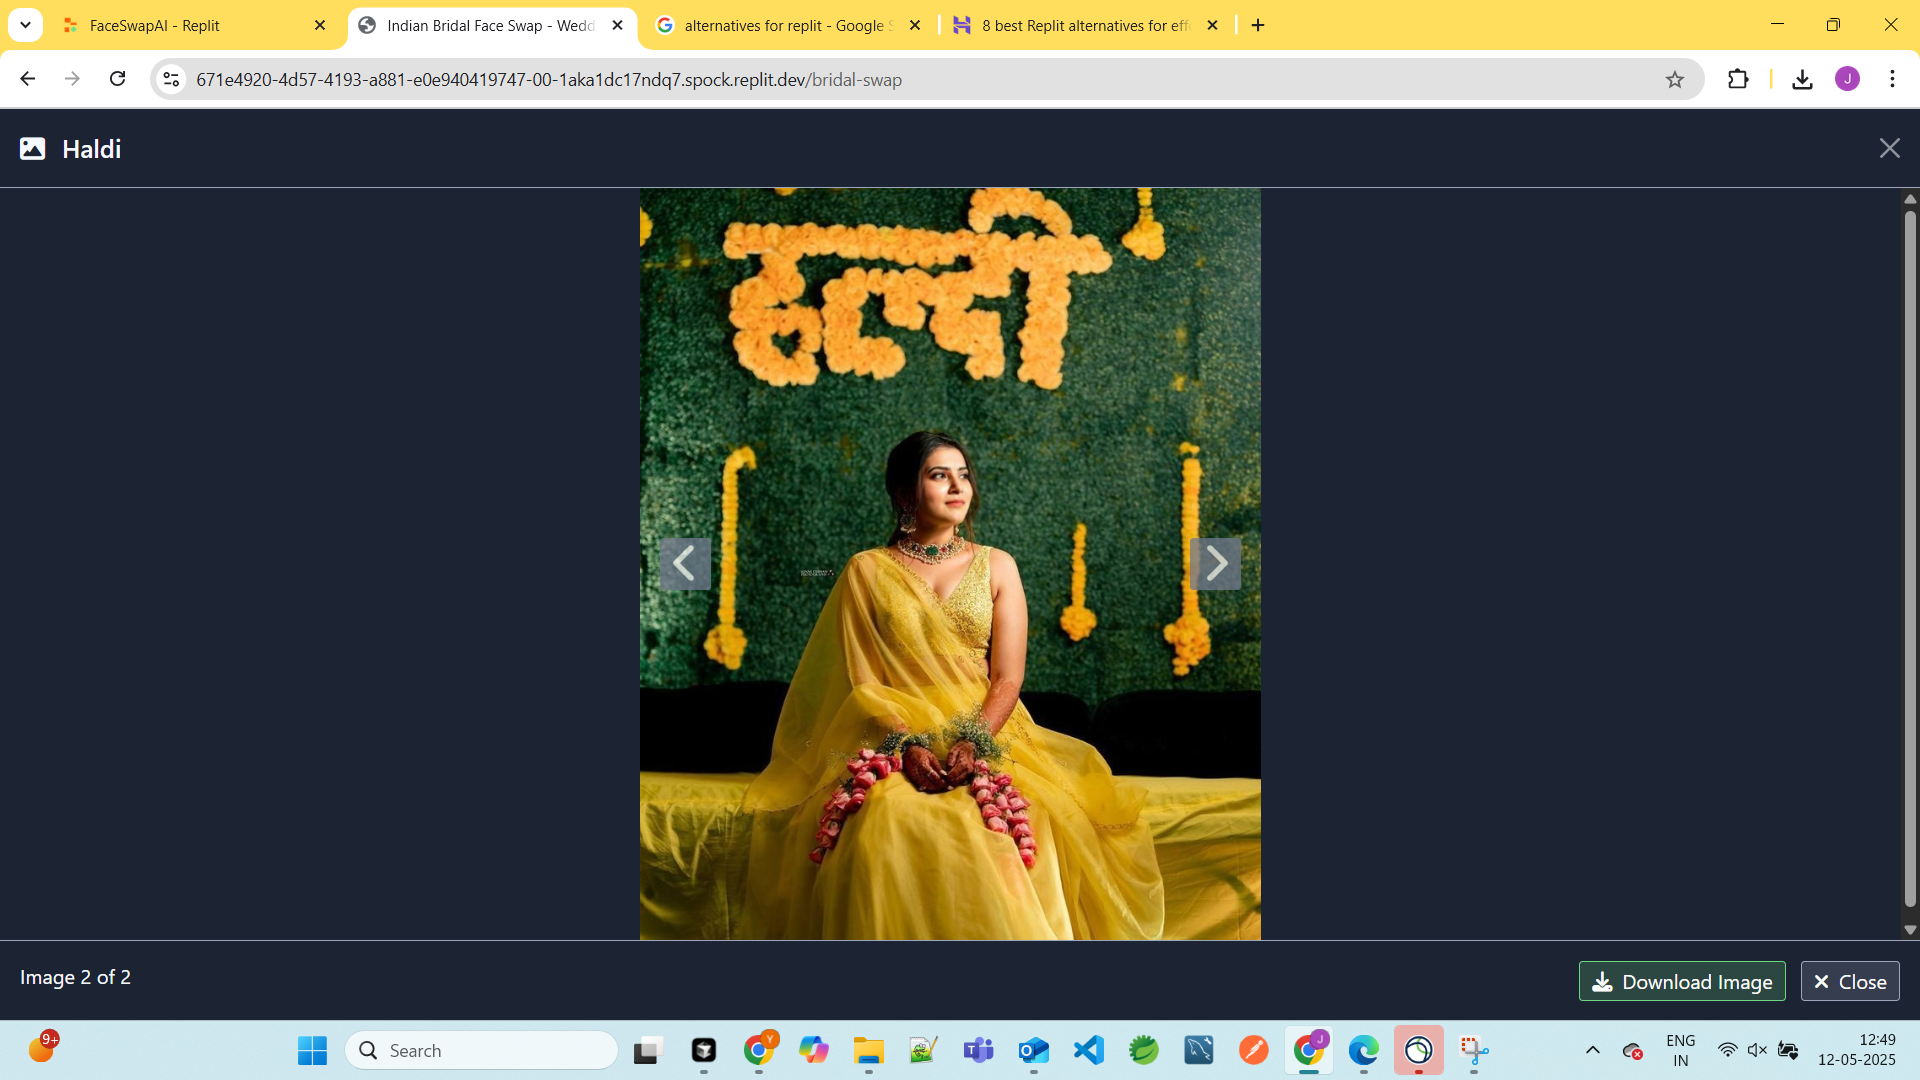 FaceSwapAI - Replit
Indian Bridal Face Swap - Wedd
alternatives for replit - Google S
8 best Replit alternatives for effe
671e4920-4d57-4193-a881-e0e940419747-00-1aka1dc17ndq7.spock.replit.dev/bridal-swap
J
Haldi
हल्दी
Image 2 of 2
Download Image
Close
9+
Search
Y
J
ENG
IN
12:49
12-05-2025